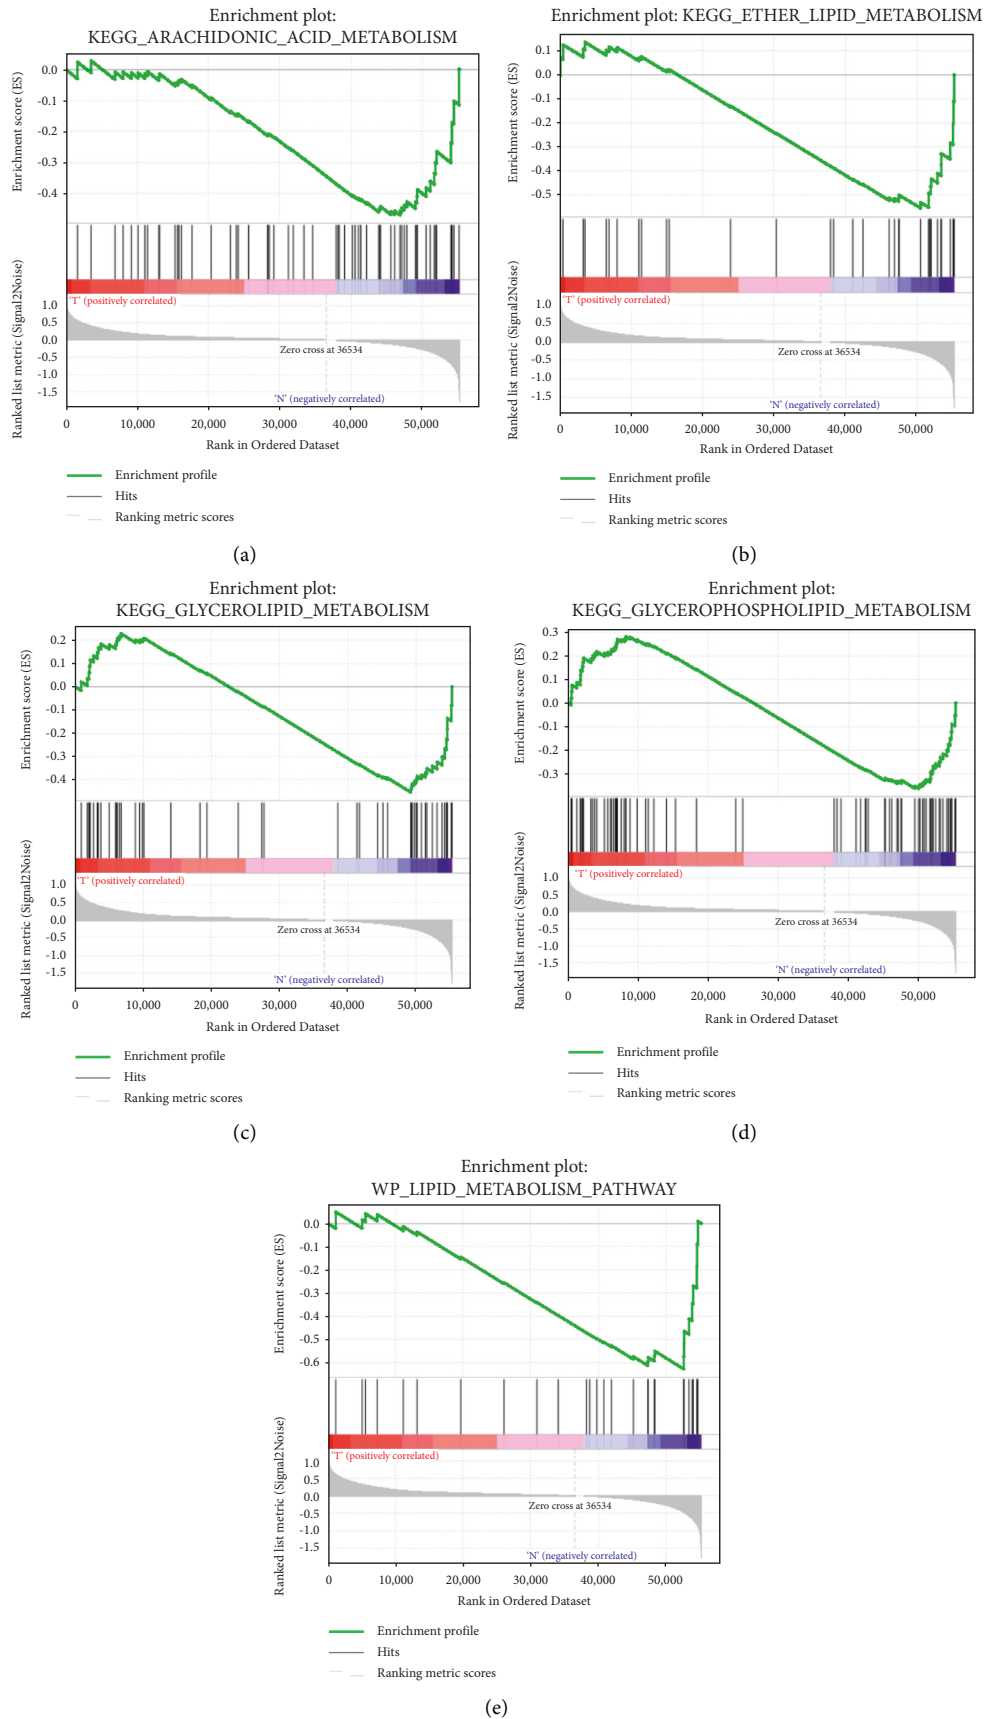 Enrichment plot:
KEGG_ARACHIDONIC_ACID_METABOLISM
Enrichment score (ES)
0.0
-0.1
-0.2
-0.3
-0.4
Ranked list metric (Signal2Noise)
1.0
0.5
0.0
-0.5
-1.0
-1.5
'T' (positively correlated)
Zero cross at 36534
'N' (negatively correlated)
0
10,000
20,000
30,000
40,000
50,000
Rank in Ordered Dataset
Enrichment profile
Hits
Ranking metric scores
(a)
Enrichment plot: KEGG_ETHER_LIPID_METABOLISM
Enrichment score (ES)
0.1
0.0
-0.1
-0.2
-0.3
-0.4
-0.5
Ranked list metric (Signal2Noise)
1.0
0.5
0.0
-0.5
-1.0
-1.5
'T' (positively correlated)
Zero cross at 36534
'N' (negatively correlated)
0
10,000
20,000
30,000
40,000
50,000
Rank in Ordered Dataset
Enrichment profile
Hits
Ranking metric scores
(b)
Enrichment plot:
KEGG_GLYCEROLIPID_METABOLISM
Enrichment score (ES)
0.2
0.1
0.0
-0.1
-0.2
-0.3
-0.4
Ranked list metric (Signal2Noise)
1.0
0.5
0.0
-0.5
-1.0
-1.5
'T' (positively correlated)
Zero cross at 36534
'N' (negatively correlated)
0
10,000
20,000
30,000
40,000
50,000
Rank in Ordered Dataset
Enrichment profile
Hits
Ranking metric scores
(c)
Enrichment plot:
KEGG_GLYCEROPHOSPHOLIPID_METABOLISM
Enrichment score (ES)
0.3
0.2
0.1
0.0
-0.1
-0.2
-0.3
Ranked list metric (Signal2Noise)
1.0
0.5
0.0
-0.5
-1.0
-1.5
'T' (positively correlated)
Zero cross at 36534
'N' (negatively correlated)
0
10,000
20,000
30,000
40,000
50,000
Rank in Ordered Dataset
Enrichment profile
Hits
Ranking metric scores
(d)
Enrichment plot:
WP_LIPID_METABOLISM_PATHWAY
Enrichment score (ES)
0.0
-0.1
-0.2
-0.3
-0.4
-0.5
-0.6
Ranked list metric (Signal2Noise)
1.0
0.5
0.0
-0.5
-1.0
-1.5
'T' (positively correlated)
Zero cross at 36534
'N' (negatively correlated)
0
10,000
20,000
30,000
40,000
50,000
Rank in Ordered Dataset
Enrichment profile
Hits
Ranking metric scores
(e)